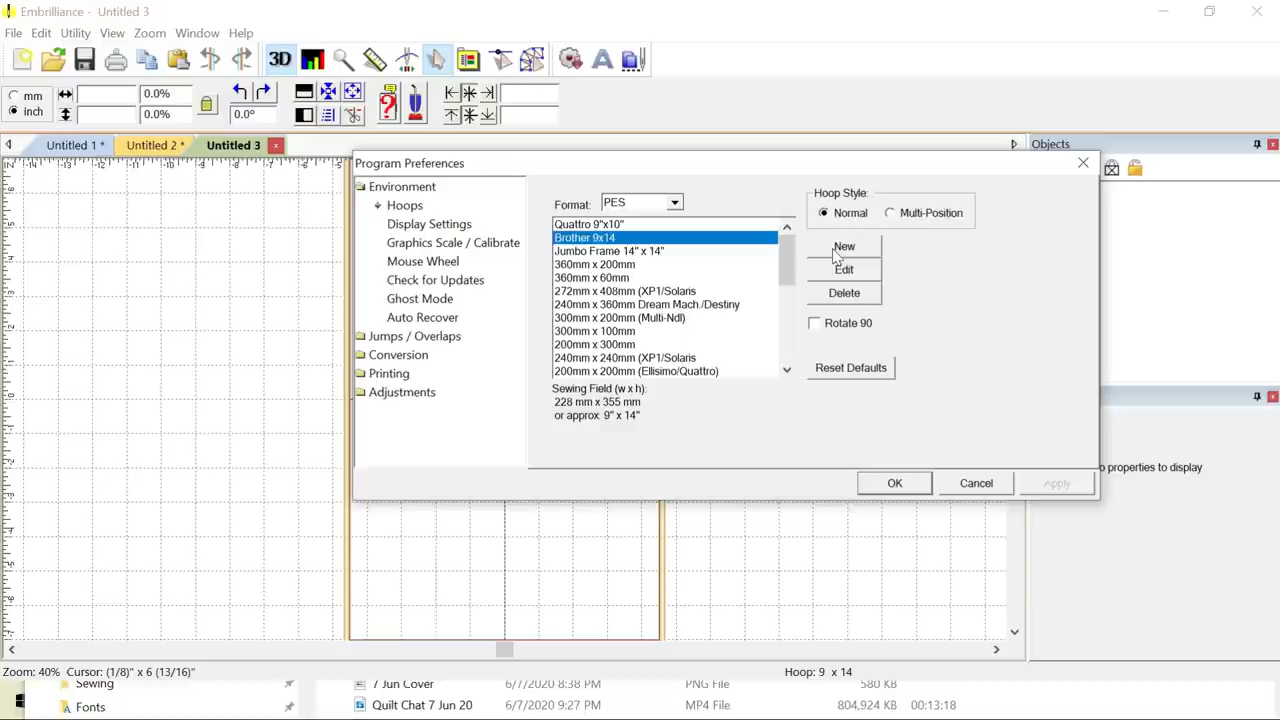 Embrilliance - Untitled 3
File Edit Utility View Zoom Window Help
3D
mm
inch
0.0%
0.0%
0.0°
Untitled 1 *
Untitled 2 *
Untitled 3
Objects
Program Preferences
Environment
Hoops
Display Settings
Graphics Scale / Calibrate
Mouse Wheel
Check for Updates
Ghost Mode
Auto Recover
Jumps / Overlaps
Conversion
Printing
Adjustments
Format: PES
Quattro 9"x10"
Brother 9x14
Jumbo Frame 14" x 14"
360mm x 200mm
360mm x 60mm
272mm x 408mm (XP1/Solaris
240mm x 360mm Dream Mach./Destiny
300mm x 200mm (Multi-Ndl)
300mm x 100mm
200mm x 300mm
240mm x 240mm (XP1/Solaris
200mm x 200mm (Ellisimo/Quattro)
Sewing Field (w x h):
228 mm x 355 mm
or approx. 9" x 14"
Hoop Style:
Normal Multi-Position
New
Edit
Delete
Rotate 90
Reset Defaults
OK Cancel Apply
o properties to display
Zoom: 40% Cursor: (1/8)" x 6 (13/16)" Hoop: 9 x 14
Sewing 7 Jun Cover 6/7/2020 8:38 PM PNG File 580 KB
Fonts Quilt Chat 7 Jun 20 6/7/2020 9:27 PM MP4 File 804,924 KB 00:13:18